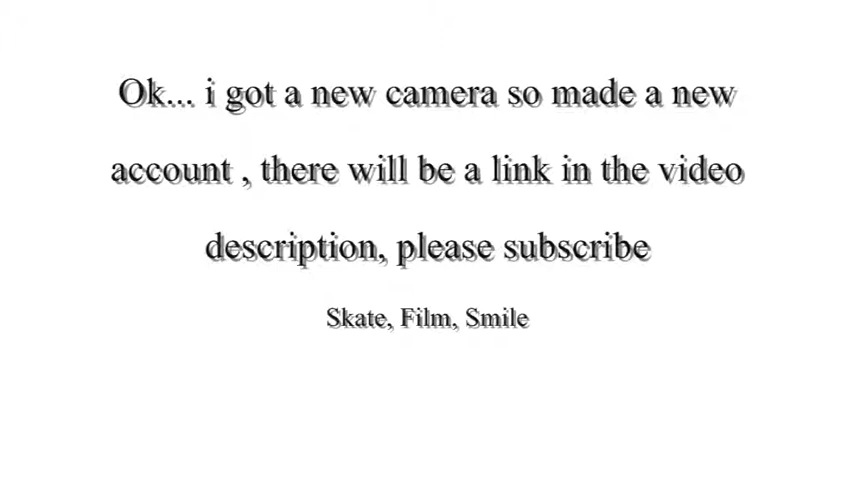 Ok... i got a new camera so made a new
account , there will be a link in the video
description, please subscribe
Skate, Film, Smile